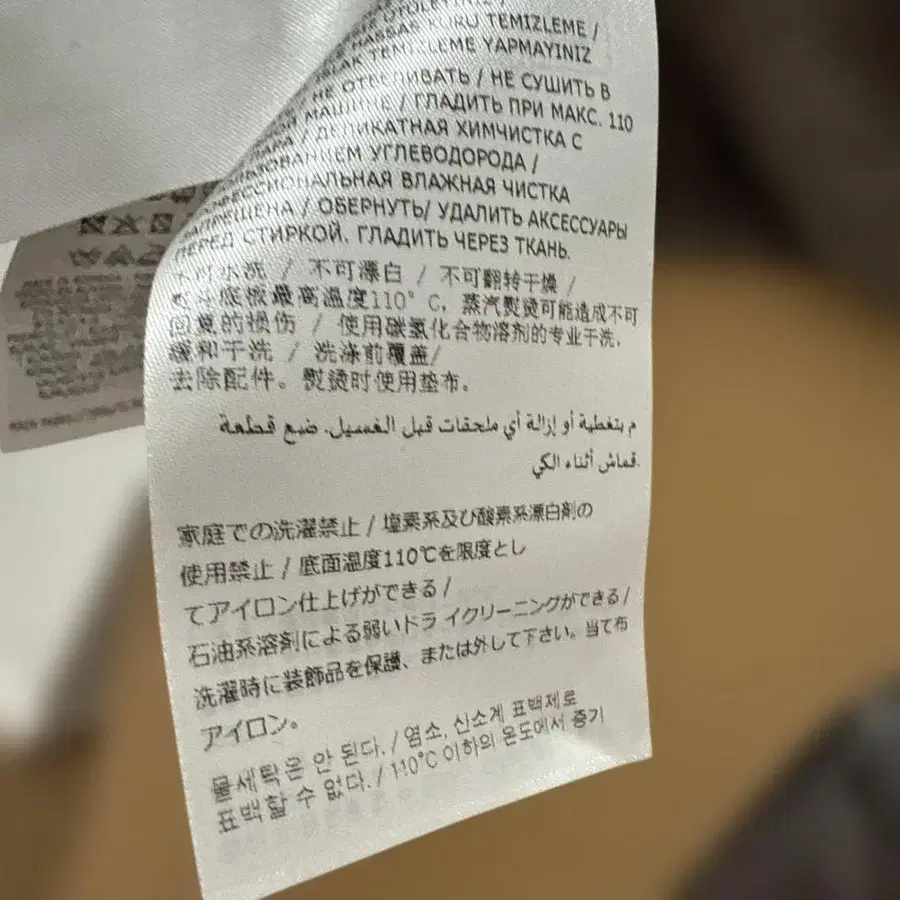 HASSAS KURU TEMIZLEME /
ISLAK TEMIZLEME YAPMAYINIZ
НЕ ОТБЕЛИВАТЬ / НЕ СУШИТЬ В
МАШИНЕ / ГЛАДИТЬ ПРИ МАКС. 110
ПАРА / ДЕЛИКАТНАЯ ХИМЧИСТКА С
УГЛЕВОДОРОДА /
ПРОФЕССИОНАЛЬНАЯ ВЛАЖНАЯ ЧИСТКА
ЗАПРЕЩЕНА / ОБЕРНУТЬ/ УДАЛИТЬ АКСЕССУАРЫ
ПЕРЕД СТИРКОЙ. ГЛАДИТЬ ЧЕРЕЗ ТКАНЬ.
不可水洗 / 不可漂白 / 不可翻转干燥 /
底板最高温度110° C, 蒸汽熨烫可能造成不可
回复的损伤 / 使用碳氢化合物溶剂的专业干洗,
缓和干洗 / 洗涤前覆盖/
去除配件。熨烫时使用垫布。
م بتغطية أو إزالة أي ملحقات قبل الغسيل. ضع قطعة
قماش أثناء الكي.
家庭での洗濯禁止 / 塩素系及び酸素系漂白剤の
使用禁止 / 底面温度110℃を限度とし
てアイロン仕上げができる /
石油系溶剤による弱いドラ イクリーニングができる /
洗濯時に装飾品を保護、または外して下さい。当て布
アイロン。
물세탁은 안 된다. / 염소, 산소계 표백제로
표백할 수 없다. / 110°C 이하의 온도에서 증기